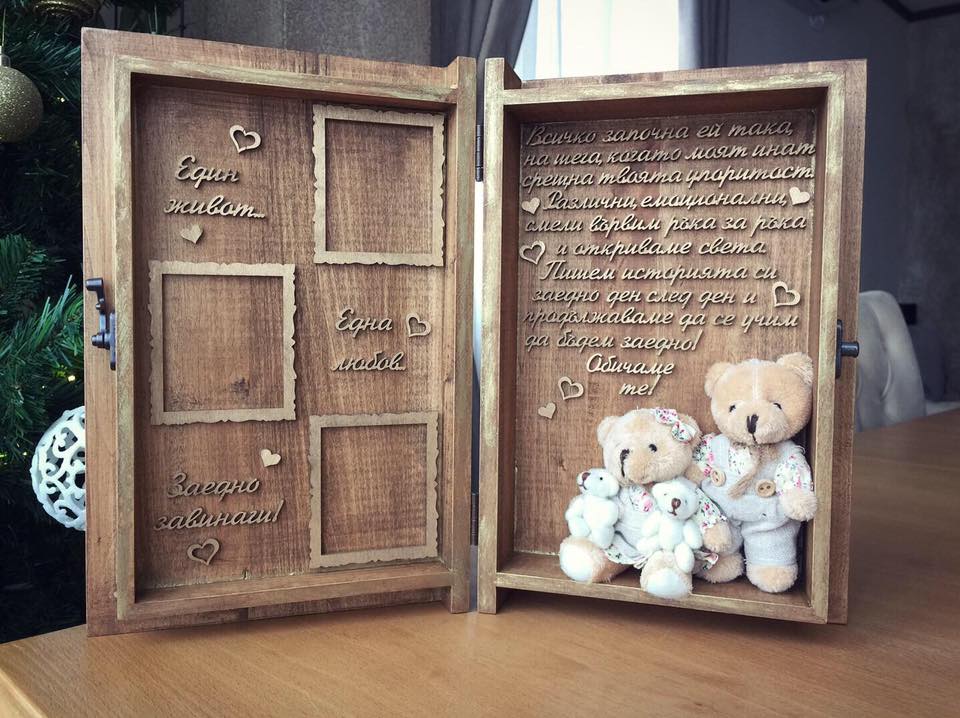 Един
живот...
Една
любов...
Заедно
завинаги!
Всичко започна ей така,
на шега, когато моят инат
срещна твоята упоритост.
Различни, емоционални,
смели вървим ръка за ръка
и откриваме света.
Пишем историята си
заедно ден след ден и
продължаваме да се учим
да бъдем заедно!
Обичаме
те!